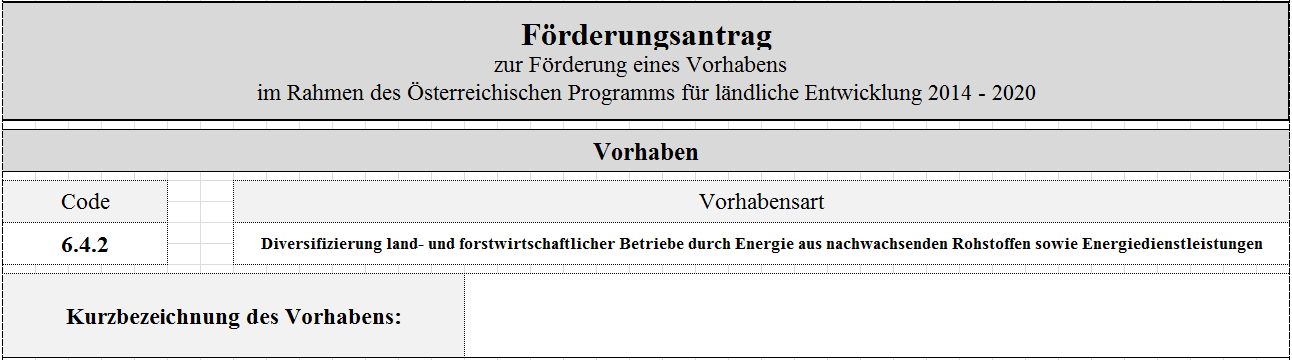 Förderungsantrag
zur Förderung eines Vorhabens
im Rahmen des Österreichischen Programms für ländliche Entwicklung 2014 - 2020
Vorhaben
Code
Vorhabensart
6.4.2
Diversifizierung land- und forstwirtschaftlicher Betriebe durch Energie aus nachwachsenden Rohstoffen sowie Energiedienstleistungen
Kurzbezeichnung des Vorhabens: